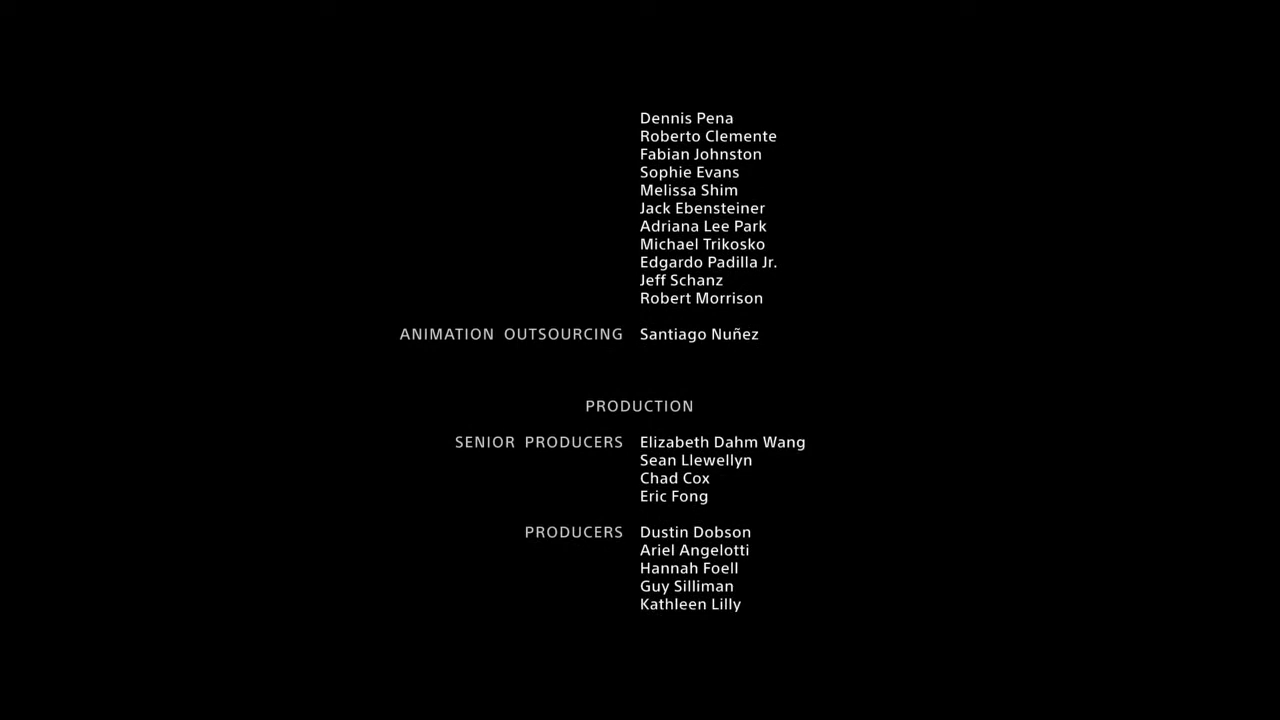 Dennis Pena
Roberto Clemente
Fabian Johnston
Sophie Evans
Melissa Shim
Jack Ebensteiner
Adriana Lee Park
Michael Trikosko
Edgardo Padilla Jr.
Jeff Schanz
Robert Morrison
ANIMATION OUTSOURCING Santiago Nuñez
PRODUCTION
SENIOR PRODUCERS Elizabeth Dahm Wang
Sean Llewellyn
Chad Cox
Eric Fong
PRODUCERS Dustin Dobson
Ariel Angelotti
Hannah Foell
Guy Silliman
Kathleen Lilly